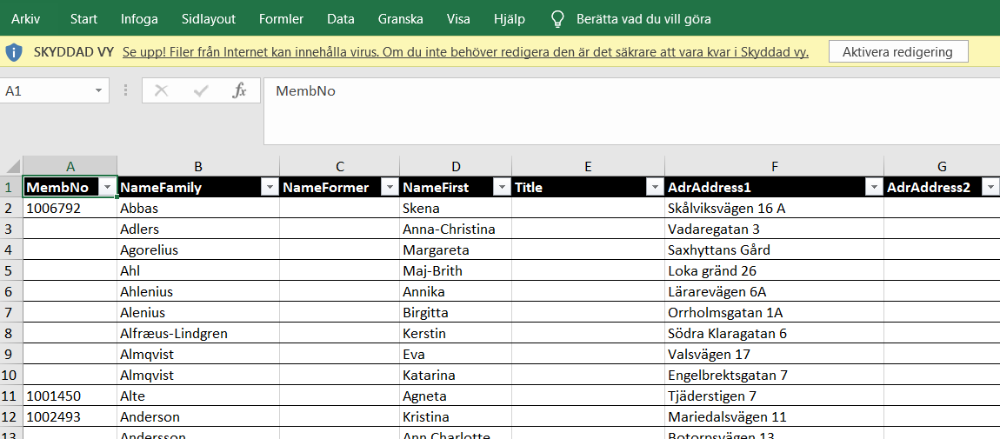 Arkiv Start Infoga Sidlayout Formler Data Granska Visa Hjälp Berätta vad du vill göra
SKYDDAD VY Se upp! Filer från Internet kan innehålla virus. Om du inte behöver redigera den är det säkrare att vara kvar i Skyddad vy. Aktivera redigering
A1 fx MembNo
A B C D E F G
1 MembNo NameFamily NameFormer NameFirst Title AdrAddress1 AdrAddress2
2 1006792 Abbas Skena Skålviksvägen 16 A
3 Adlers Anna-Christina Vadaregatan 3
4 Agorelius Margareta Saxhyttans Gård
5 Ahl Maj-Brith Loka gränd 26
6 Ahlenius Annika Lärarevägen 6A
7 Alenius Birgitta Orrholmsgatan 1A
8 Alfræus-Lindgren Kerstin Södra Klaragatan 6
9 Almqvist Eva Valsvägen 17
10 Almqvist Katarina Engelbrektsgatan 7
11 1001450 Alte Agneta Tjäderstigen 7
12 1002493 Anderson Kristina Mariedalsvägen 11
13 Andersson Ann Charlotte Botorpsvägen 13